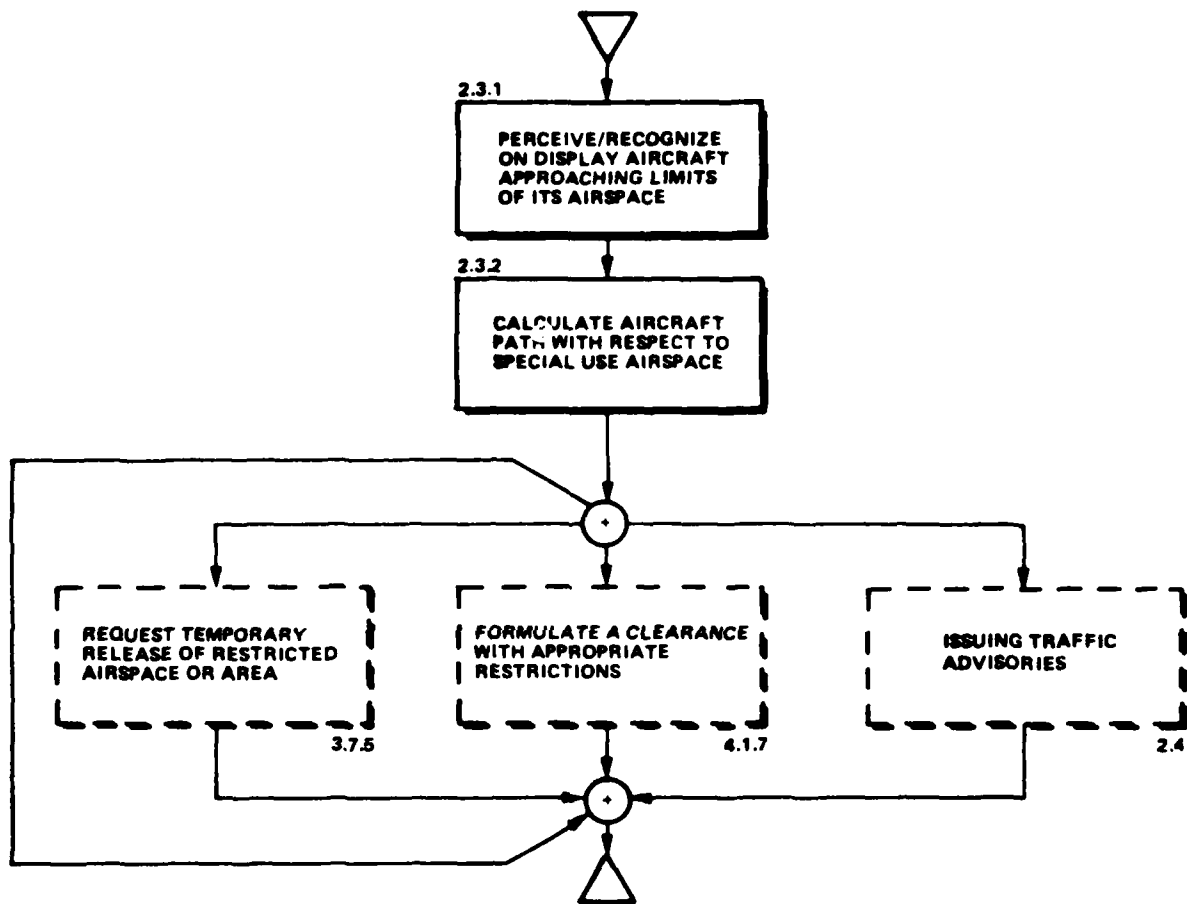 2.3.1
PERCEIVE/RECOGNIZE
ON DISPLAY AIRCRAFT
APPROACHING LIMITS
OF ITS AIRSPACE
2.3.2
CALCULATE AIRCRAFT
PATH WITH RESPECT TO
SPECIAL USE AIRSPACE
+
REQUEST TEMPORARY
RELEASE OF RESTRICTED
AIRSPACE OR AREA
3.7.5
FORMULATE A CLEARANCE
WITH APPROPRIATE
RESTRICTIONS
4.1.7
ISSUING TRAFFIC
ADVISORIES
2.4
+